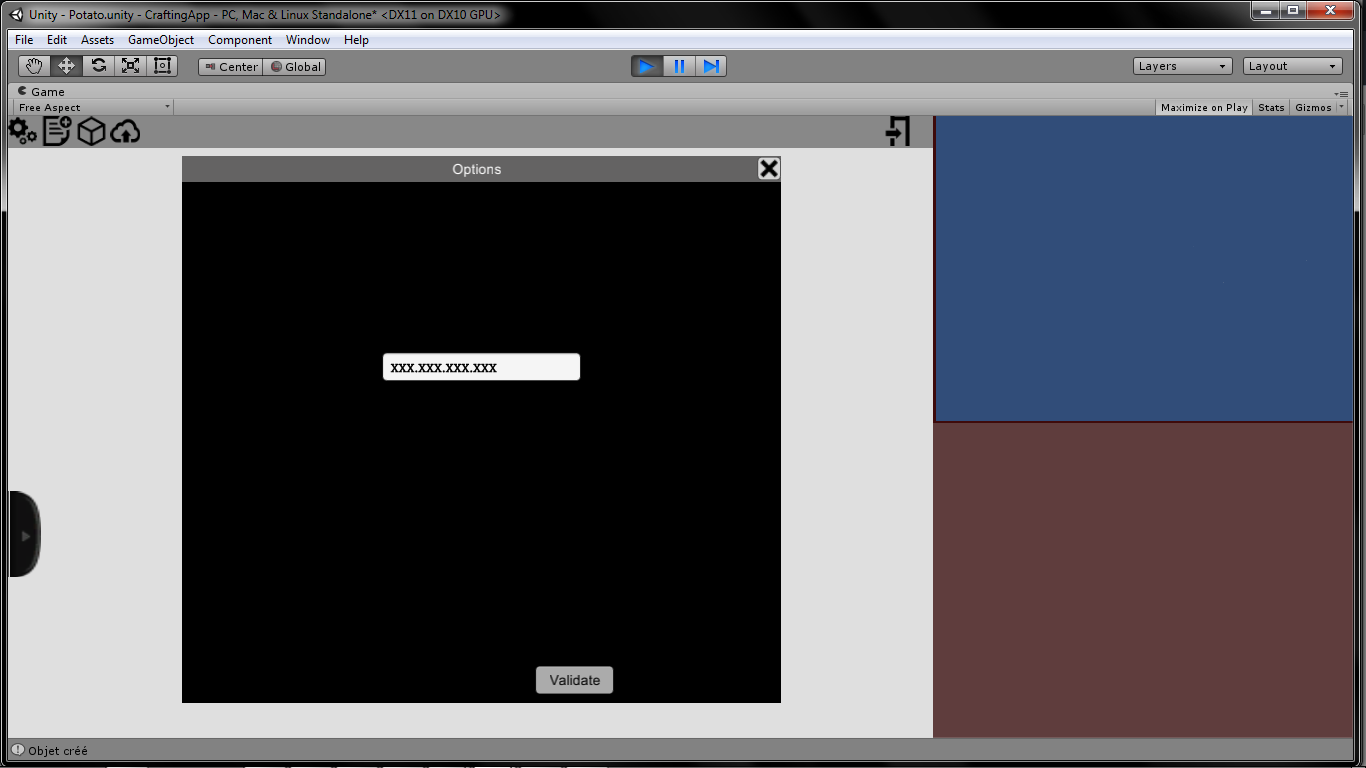 Unity - Potato.unity - CraftingApp - PC, Mac & Linux Standalone* <DX11 on DX10 GPU>
File Edit Assets GameObject Component Window Help
Center Global Layers Layout
Game
Free Aspect Maximize on Play Stats Gizmos
Options
xxx.xxx.xxx.xxx
Validate
Objet créé